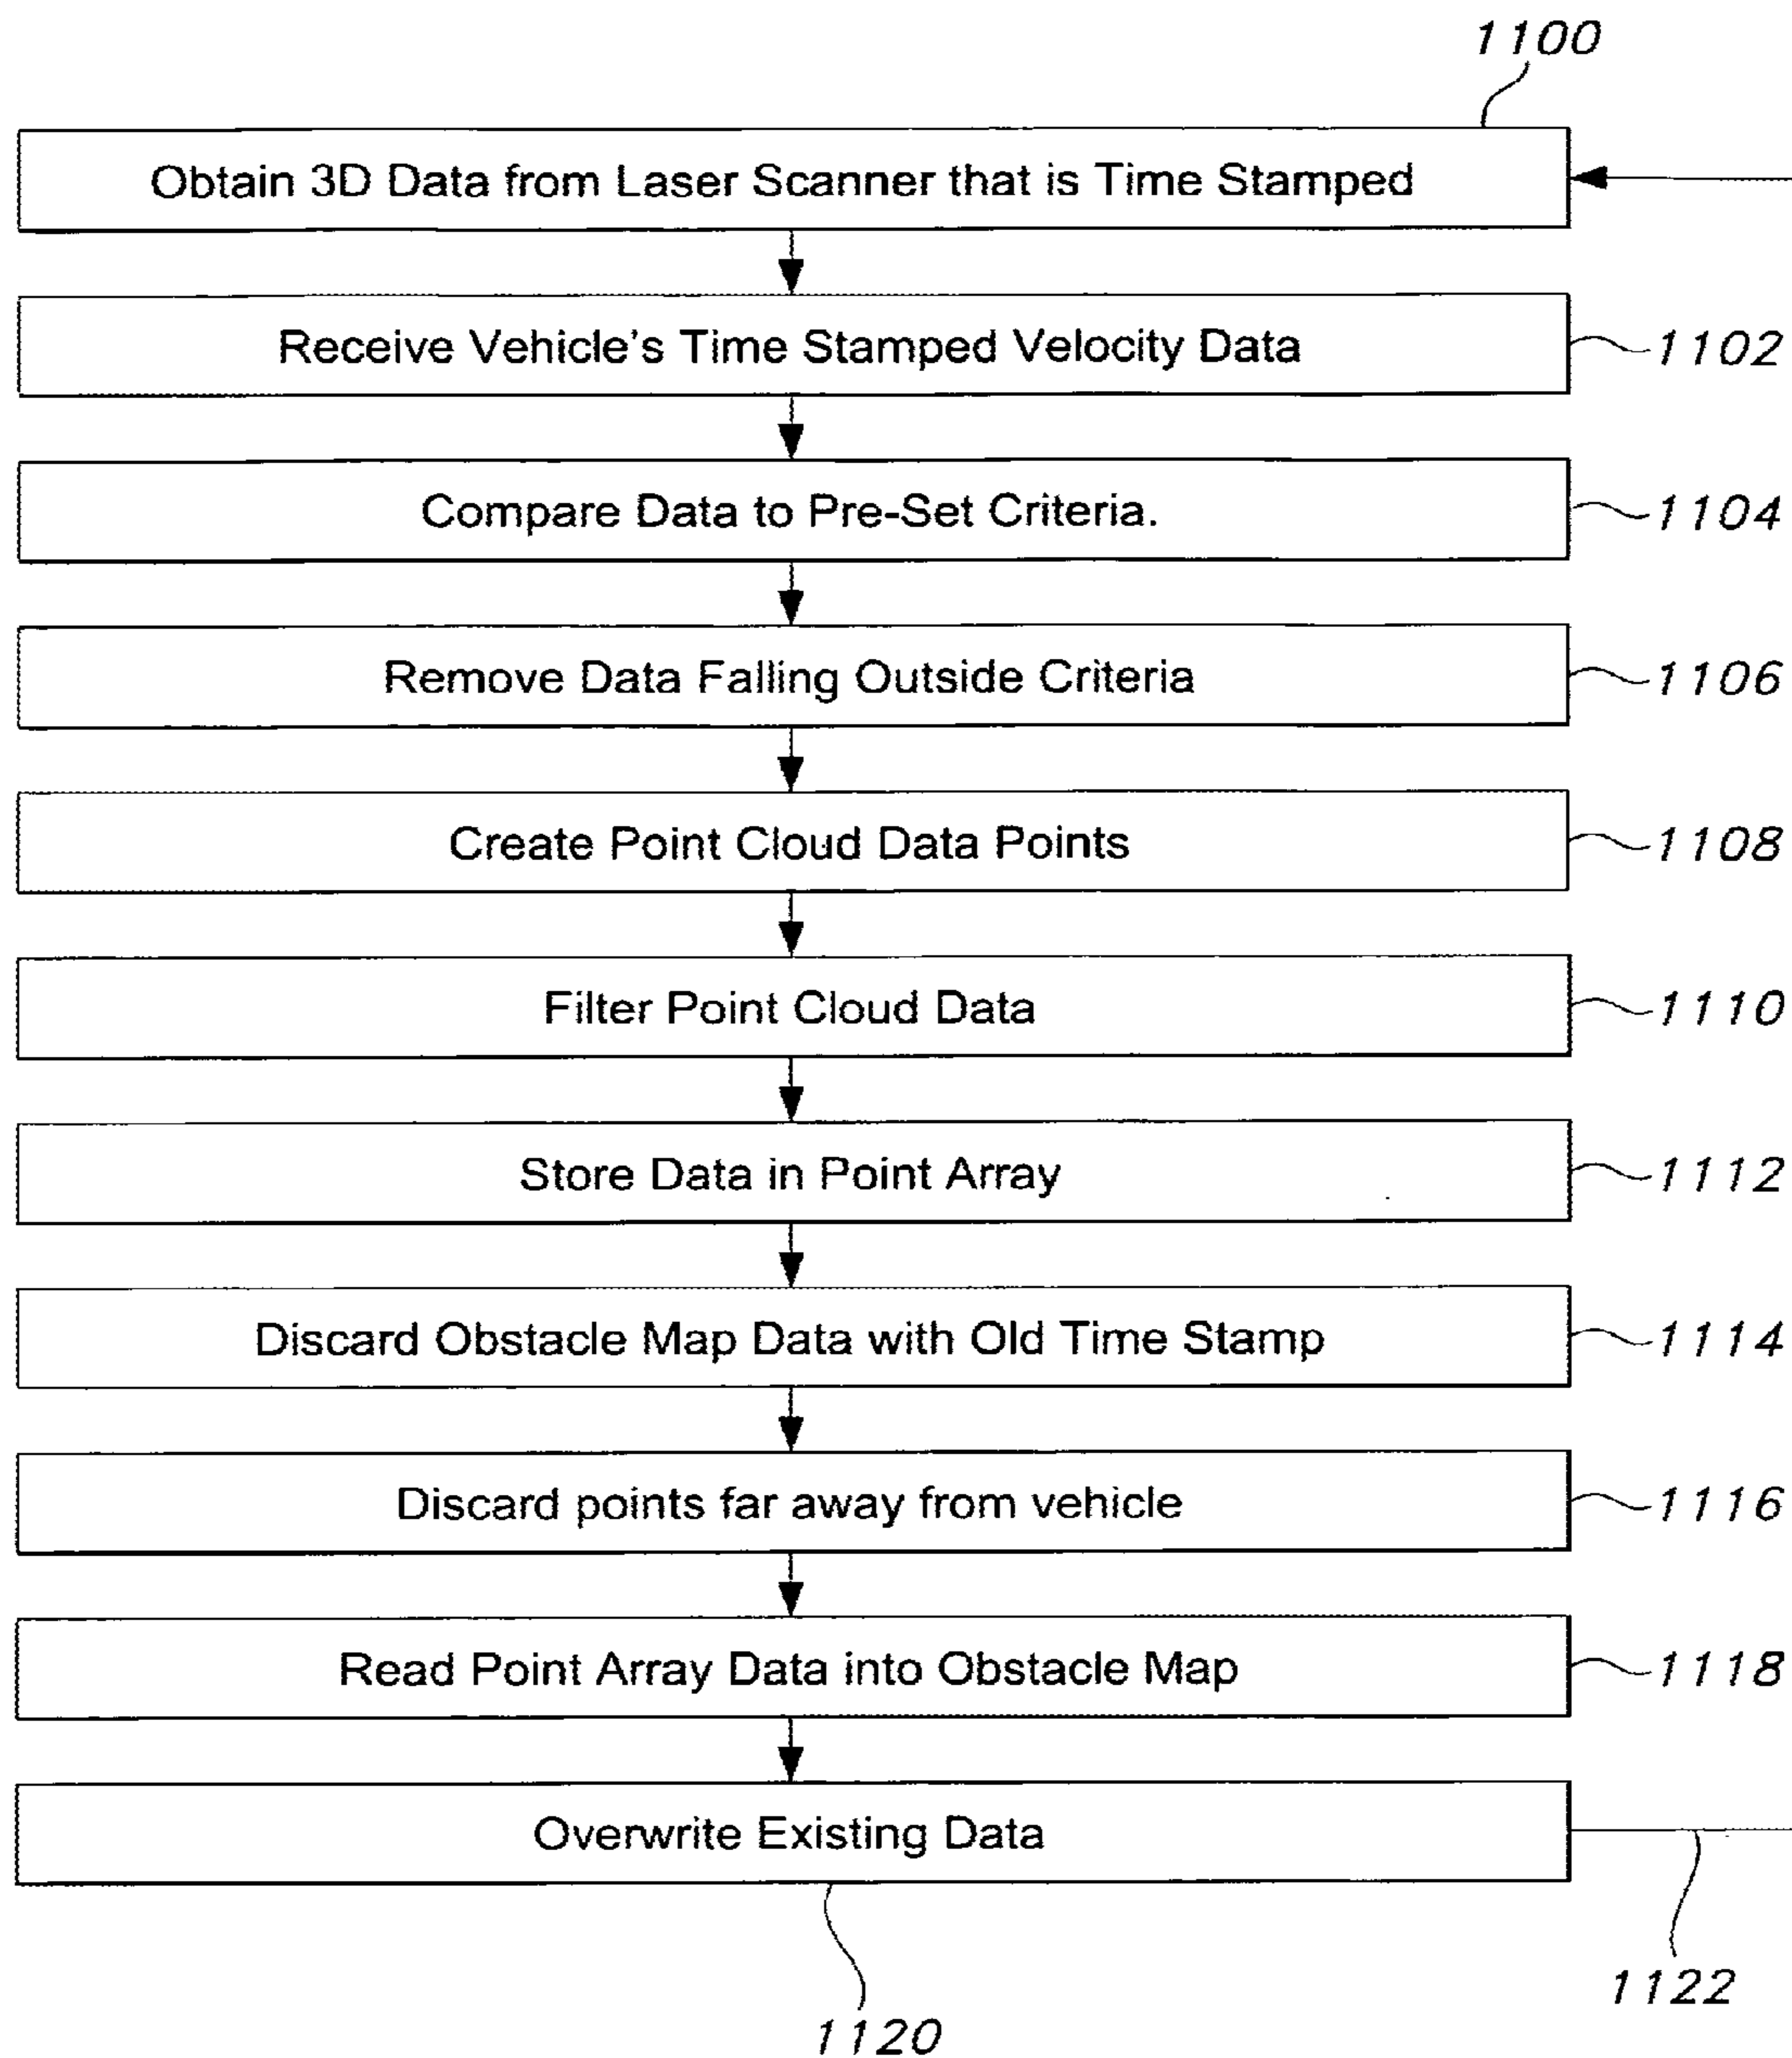 1100
Obtain 3D Data from Laser Scanner that is Time Stamped
Receive Vehicle's Time Stamped Velocity Data
1102
Compare Data to Pre-Set Criteria.
1104
Remove Data Falling Outside Criteria
1106
Create Point Cloud Data Points
1108
Filter Point Cloud Data
1110
Store Data in Point Array
1112
Discard Obstacle Map Data with Old Time Stamp
1114
Discard points far away from vehicle
1116
Read Point Array Data into Obstacle Map
1118
Overwrite Existing Data
1122
1120